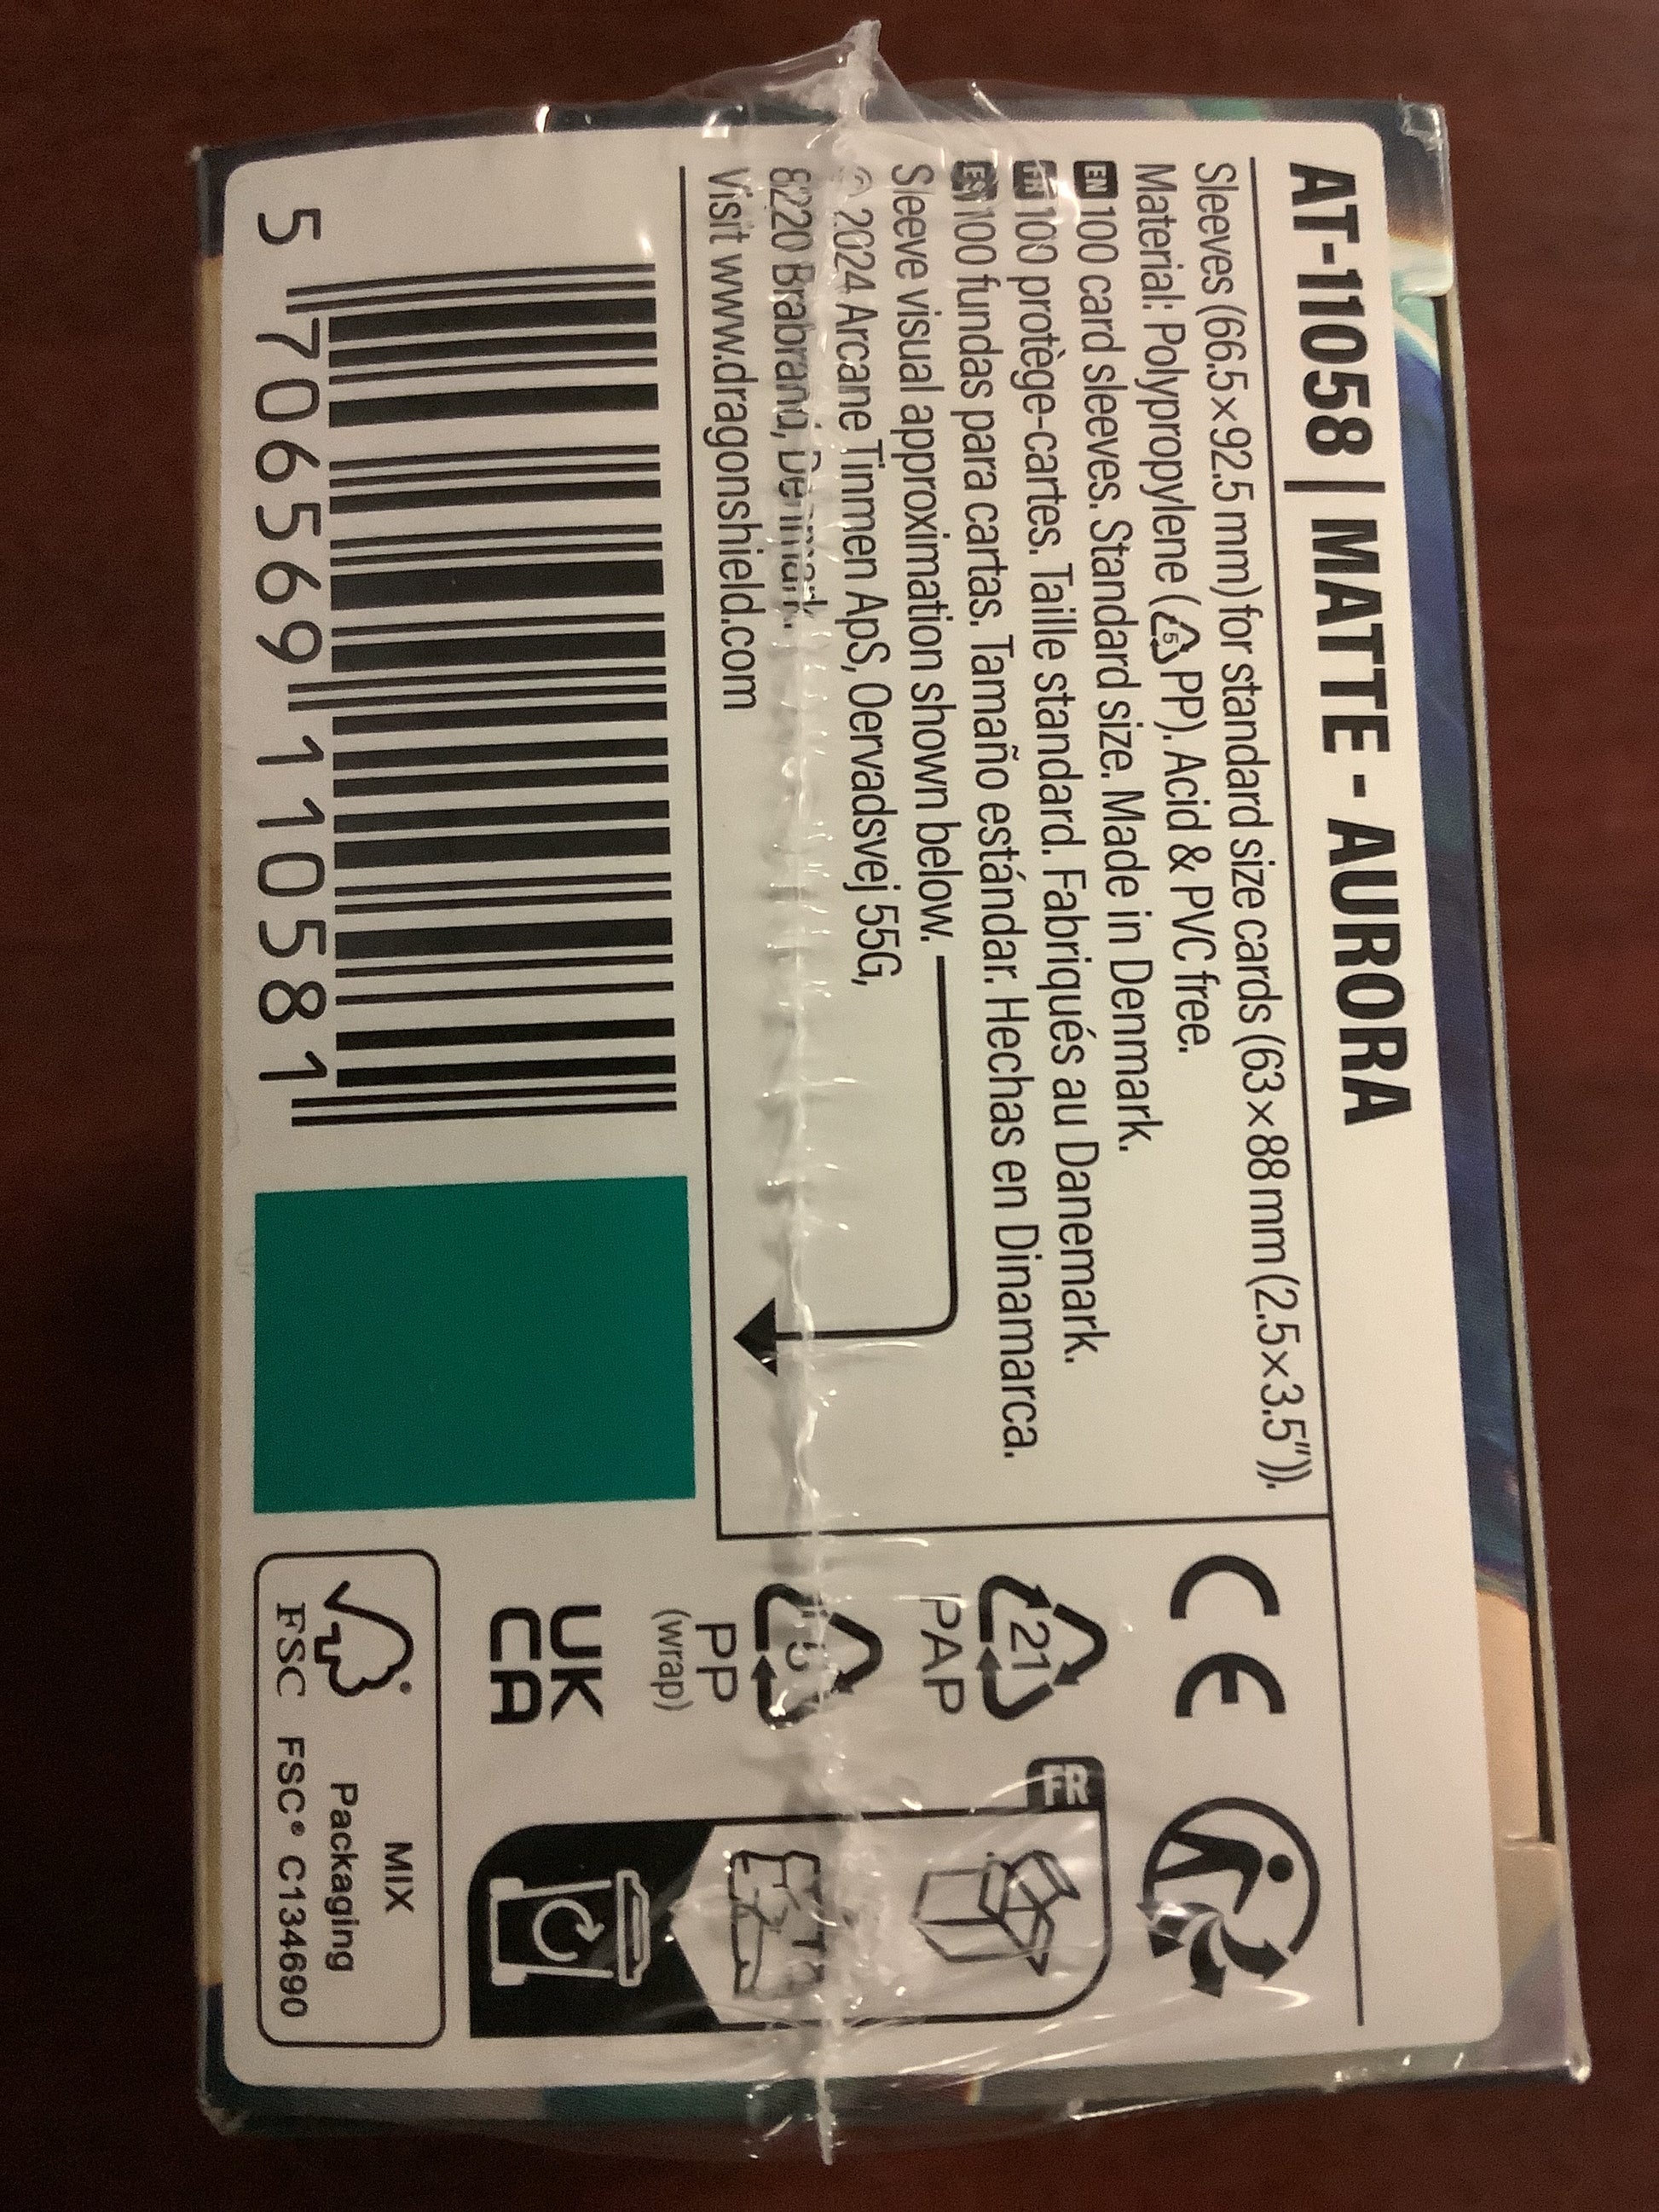 AT-11058 | MATTE - AURORA
Sleeves (66.5×92.5 mm) for standard size cards (63×88 mm (2.5×3.5")).
Material: Polypropylene (5 PP). Acid & PVC free.
EN 100 card sleeves. Standard size. Made in Denmark.
FR 100 protège-cartes. Taille standard. Fabriqués au Danemark.
ES 100 fundas para cartas. Tamaño estándar. Hechas en Dinamarca.
Sleeve visual approximation shown below.
© 2024 Arcane Tinmen ApS, Oervadsvej 55G,
8220 Brabrand, Denmark.
Visit www.dragonshield.com
5 706569 110581
CE
21
PAP
5
PP
(wrap)
UK
CA
FR
FSC
MIX
Packaging
FSC® C134690